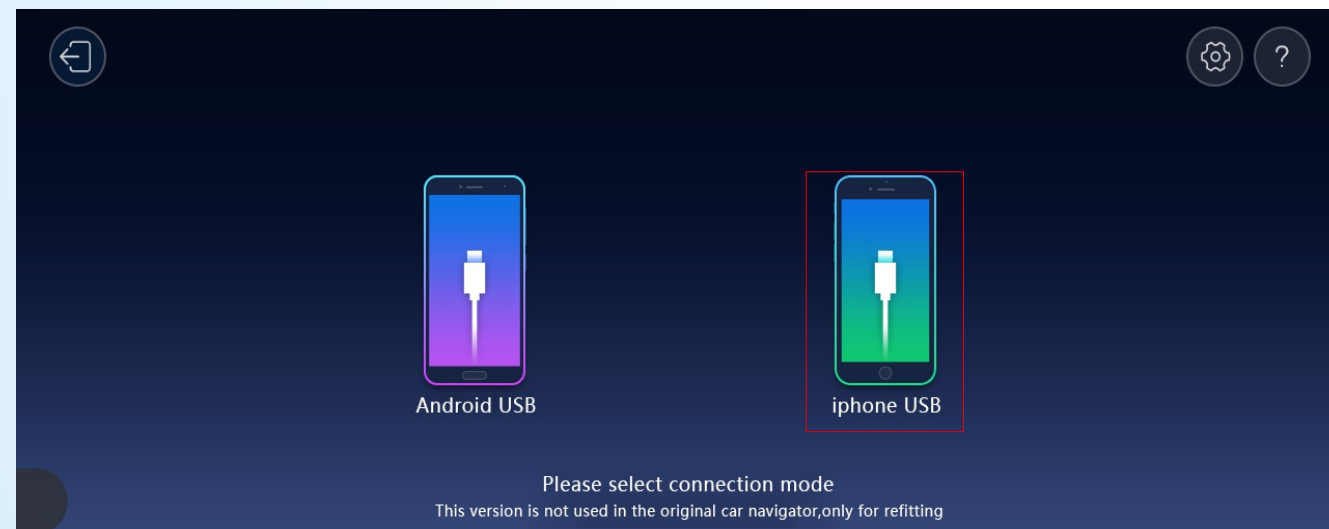 ?
Android USB
iphone USB
Please select connection mode
This version is not used in the original car navigator,only for refitting